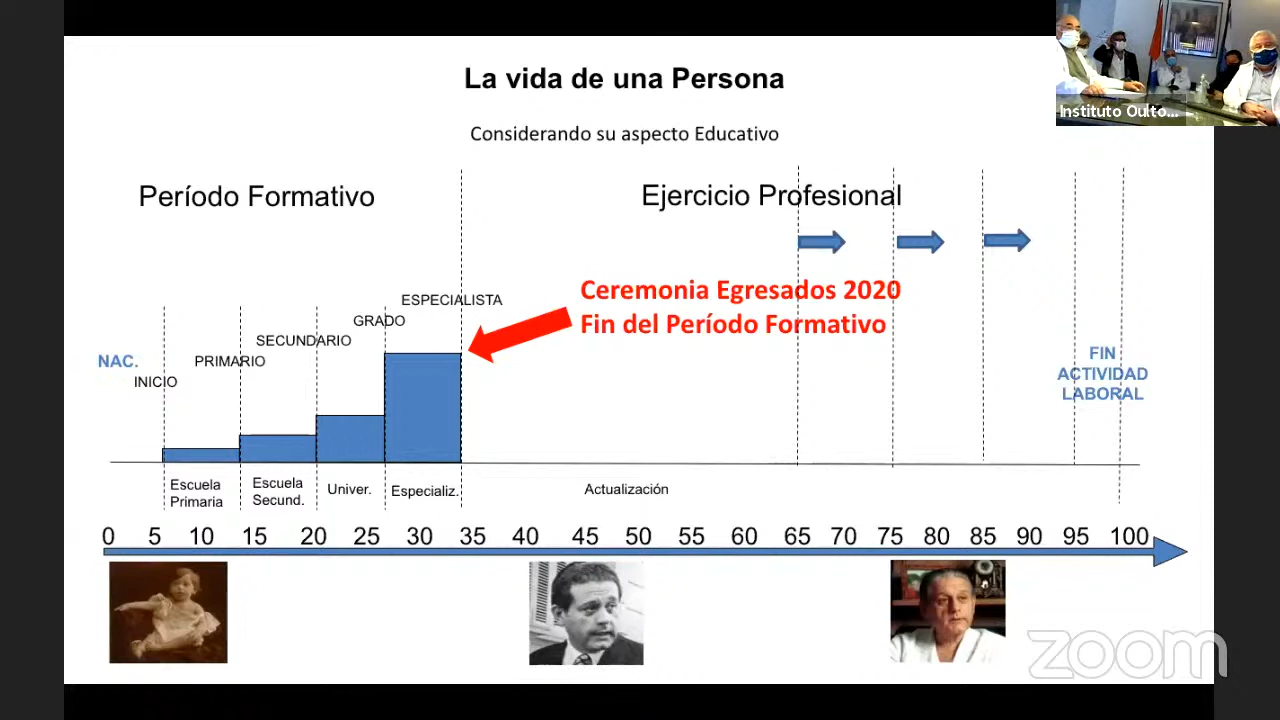 La vida de una Persona
Considerando su aspecto Educativo
Instituto Oulto...
Período Formativo
Ejercicio Profesional
Ceremonia Egresados 2020
Fin del Período Formativo
ESPECIALISTA
GRADO
SECUNDARIO
PRIMARIO
NAC.
INICIO
FIN
ACTIVIDAD
LABORAL
Escuela
Primaria
Escuela
Secund.
Univer.
Especializ.
Actualización
0 5 10 15 20 25 30 35 40 45 50 55 60 65 70 75 80 85 90 95 100
zoom